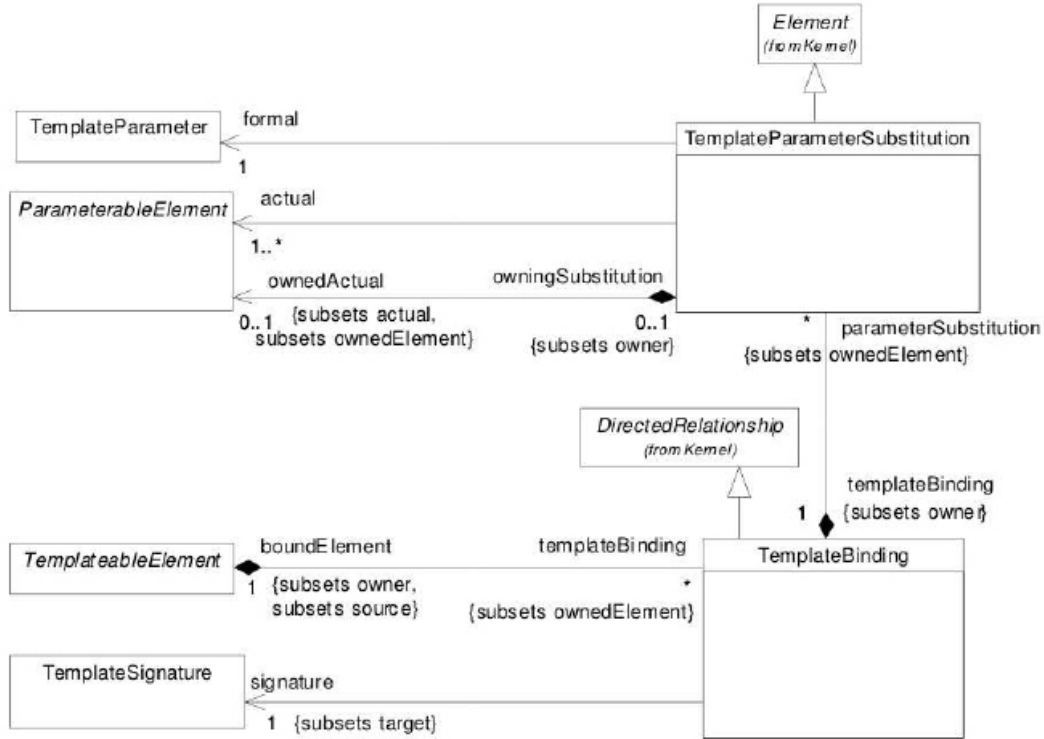 Element
(from Kernel)
TemplateParameter
formal
1
TemplateParameterSubstitution
ParameterableElement
actual
1..*
ownedActual
0..1
{subsets actual,
subsets ownedElement}
owningSubstitution
0..1
{subsets owner}
*
parameterSubstitution
{subsets ownedElement}
DirectedRelationship
(from Kernel)
templateBinding
1
{subsets owner}
TemplateableElement
boundElement
1
{subsets owner,
subsets source}
templateBinding
*
{subsets ownedElement}
TemplateBinding
TemplateSignature
signature
1
{subsets target}